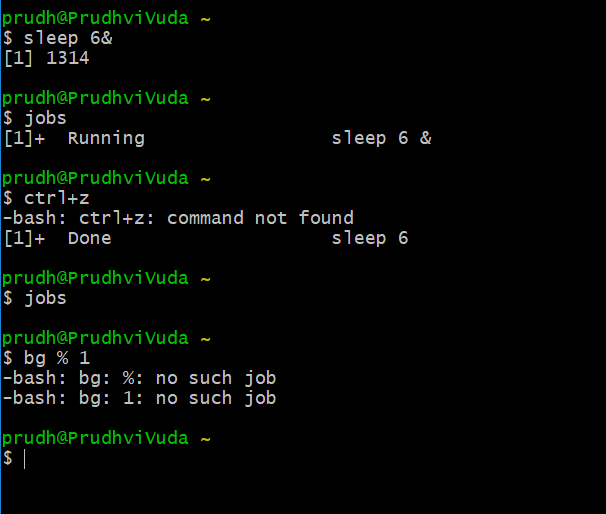 prudh@PrudhviVuda ~
$ sleep 6&
[1] 1314
prudh@PrudhviVuda ~
$ jobs
[1]+  Running                 sleep 6 &
prudh@PrudhviVuda ~
$ ctrl+z
-bash: ctrl+z: command not found
[1]+  Done                    sleep 6
prudh@PrudhviVuda ~
$ jobs
prudh@PrudhviVuda ~
$ bg % 1
-bash: bg: %: no such job
-bash: bg: 1: no such job
prudh@PrudhviVuda ~
$